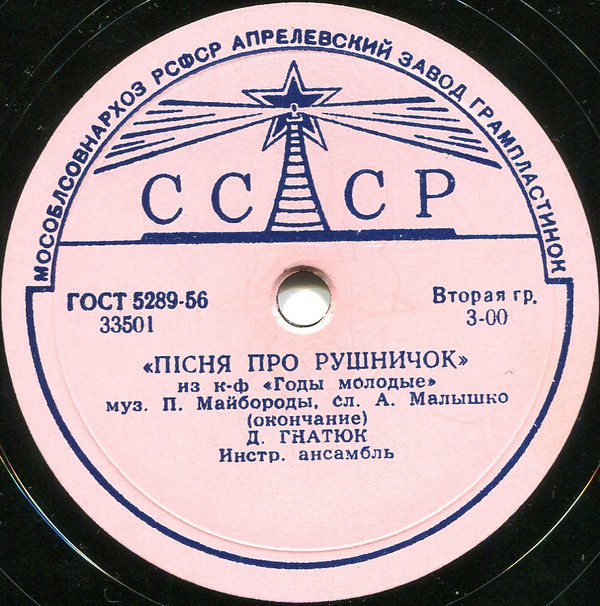 МОСОБЛСОВНАРХОЗ РСФСР АПРЕЛЕВСКИЙ ЗАВОД ГРАМПЛАСТИНОК
СССР
ГОСТ 5289-56
33501
Вторая гр.
3-00
«ПІСНЯ ПРО РУШНИЧОК»
из к-ф «Годы молодые»
муз. П. Майбороды, сл. А. Малышко
(окончание)
Д. ГНАТЮК
Инстр. ансамбль